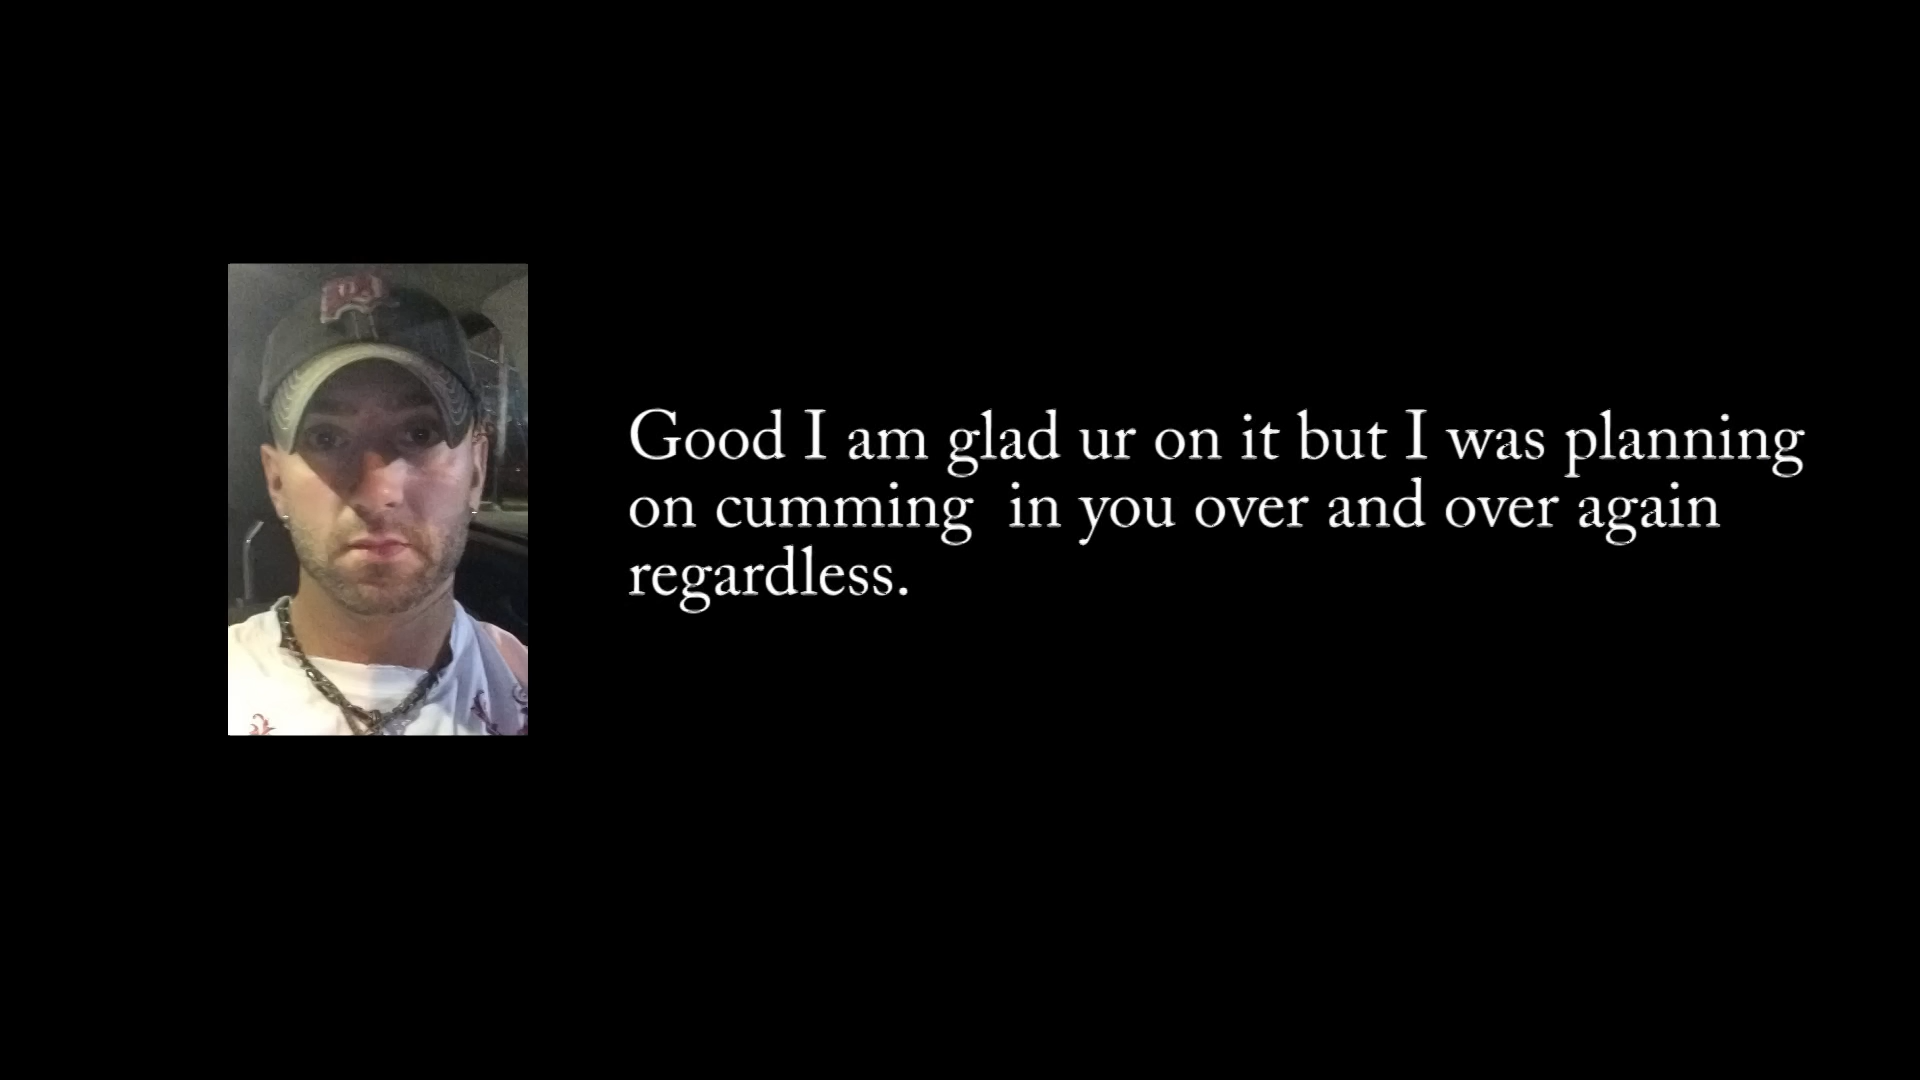 Good I am glad ur on it but I was planning
on cumming  in you over and over again
regardless.